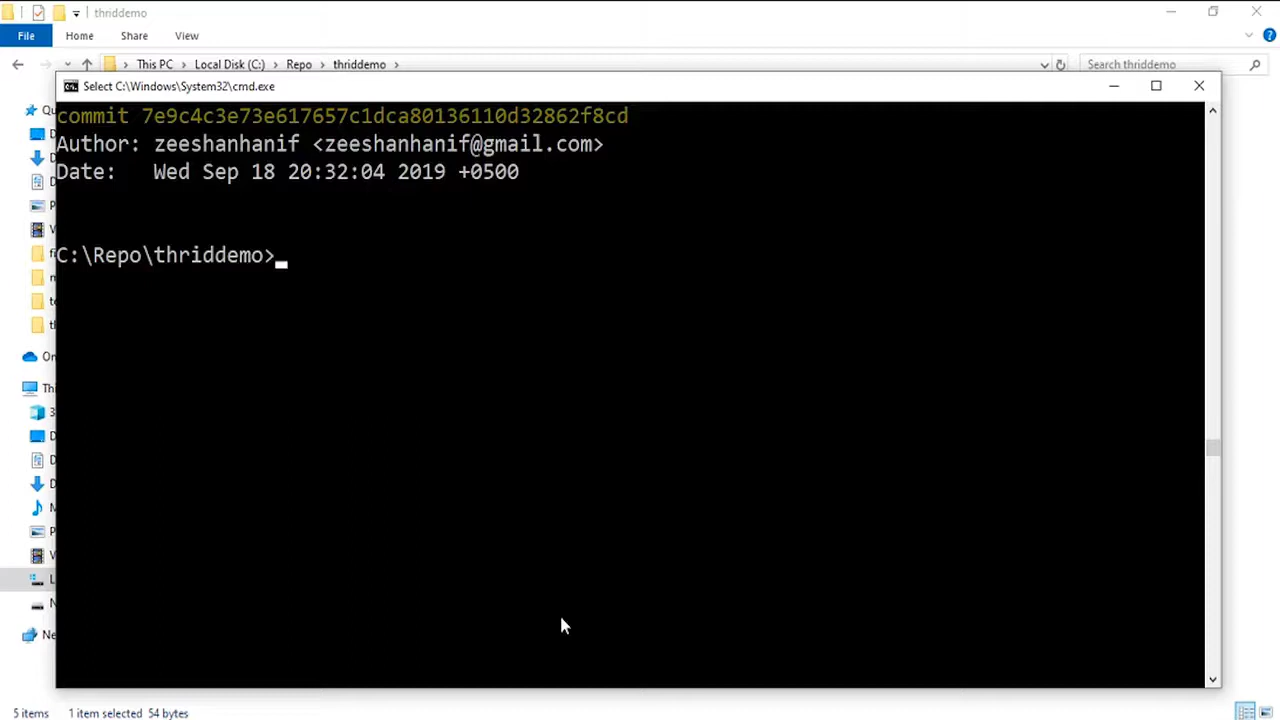 thriddemo
File Home Share View
This PC > Local Disk (C:) > Repo > thriddemo >
Search thriddemo
Select C:\Windows\System32\cmd.exe
commit 7e9c4c3e73e617657c1dca80136110d32862f8cd
Author: zeeshanhanif <zeeshanhanif@gmail.com>
Date:   Wed Sep 18 20:32:04 2019 +0500
C:\Repo\thriddemo>
5 items 1 item selected 54 bytes